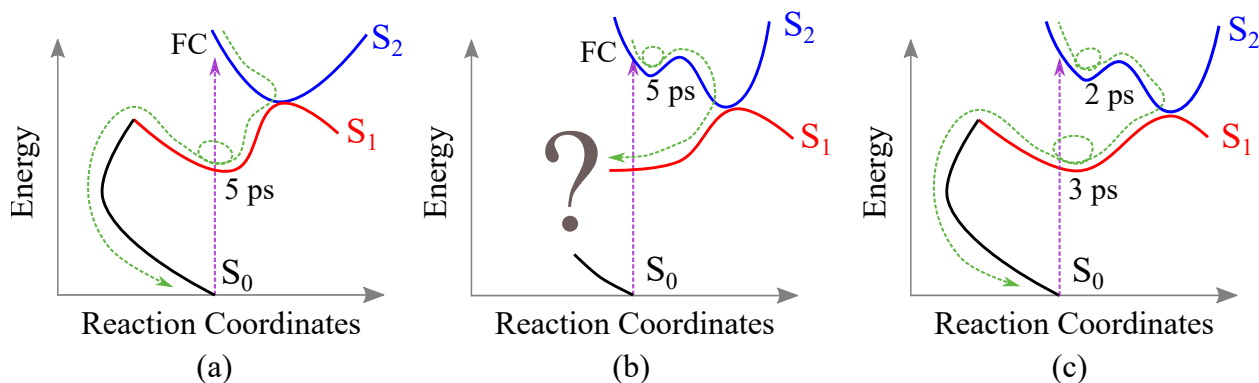 FC
S₂
S₁
5 ps
S₀
Energy
Reaction Coordinates
(a)
FC
S₂
5 ps
S₁
?
S₀
Energy
Reaction Coordinates
(b)
FC
S₂
2 ps
S₁
3 ps
S₀
Energy
Reaction Coordinates
(c)